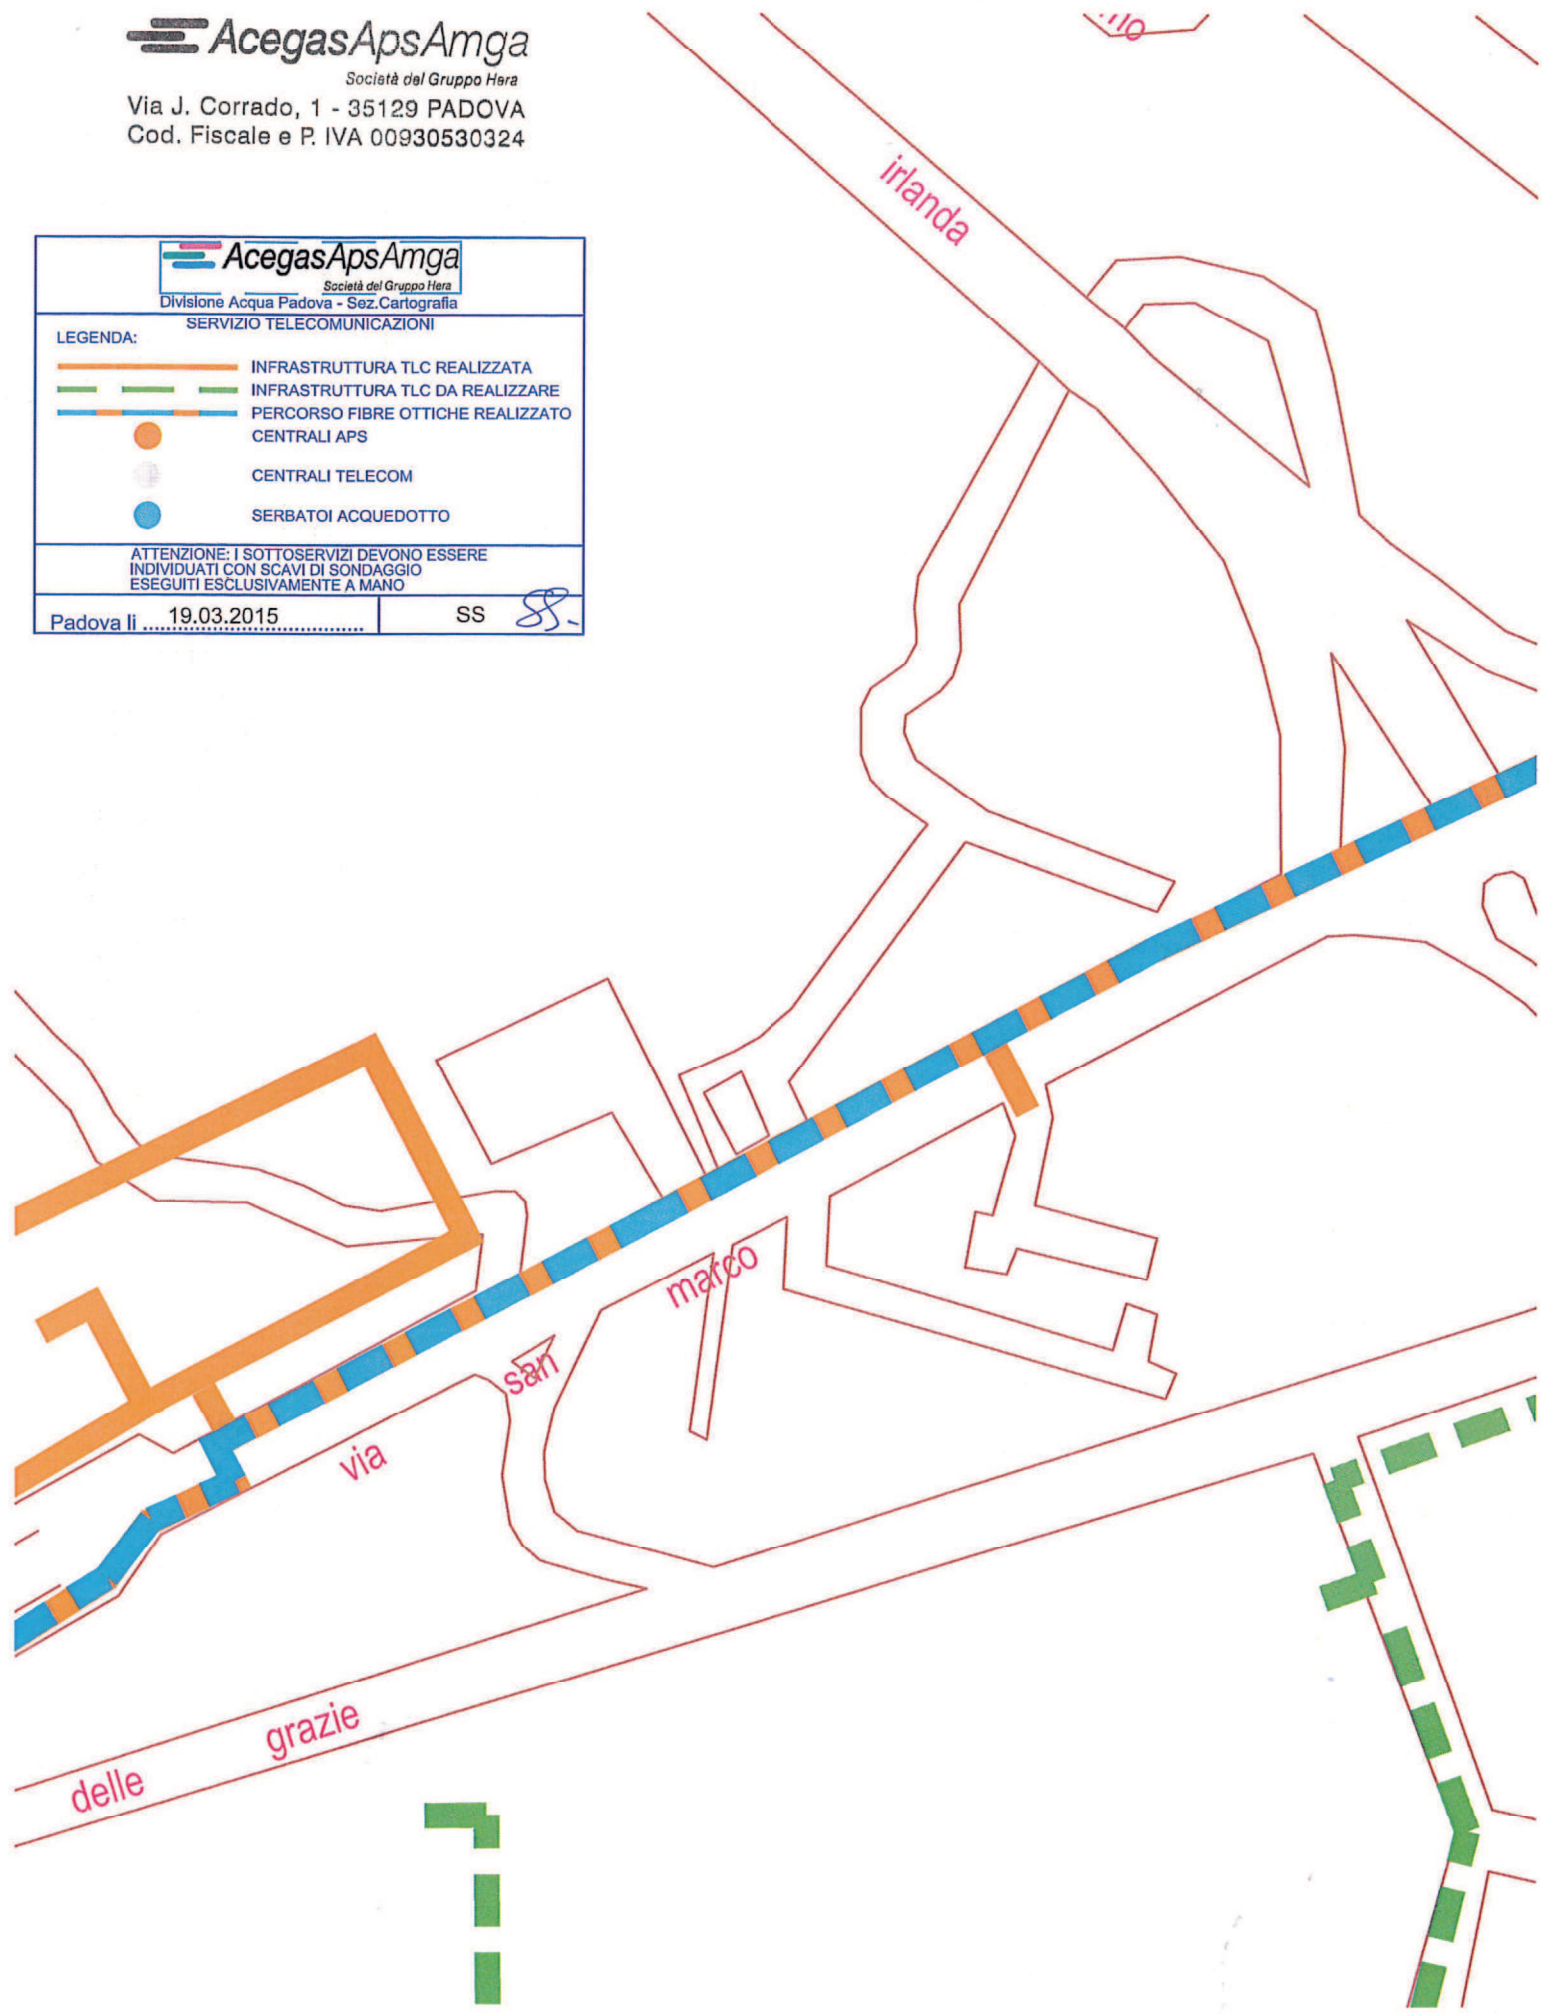 AcegasApsAmga
Società del Gruppo Hera
Via J. Corrado, 1 - 35129 PADOVA
Cod. Fiscale e P. IVA 00930530324
AcegasApsAmga
Società del Gruppo Hera
Divisione Acqua Padova - Sez.Cartografia
SERVIZIO TELECOMUNICAZIONI
LEGENDA:
INFRASTRUTTURA TLC REALIZZATA
INFRASTRUTTURA TLC DA REALIZZARE
PERCORSO FIBRE OTTICHE REALIZZATO
CENTRALI APS
CENTRALI TELECOM
SERBATOI ACQUEDOTTO
ATTENZIONE: I SOTTOSERVIZI DEVONO ESSERE
INDIVIDUATI CON SCAVI DI SONDAGGIO
ESEGUITI ESCLUSIVAMENTE A MANO
Padova li 19.03.2015
SS
SS.
irlanda
via san marco
delle grazie